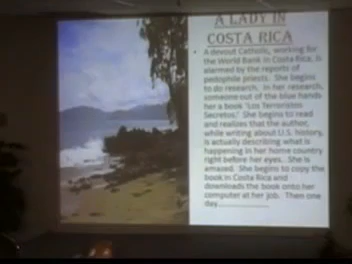 A LADY IN
COSTA RICA
• A devout Catholic, working for
the World Bank in Costa Rica, is
alarmed by the reports of
pedophile priests. She begins
to do research. In her research,
someone out of the blue hands
her a book "Los Terroristos
Secretos." She begins to read
and realizes that the author,
while writing about U.S. history,
is actually describing what is
happening in her home country
right before her eyes. She is
amazed. She begins to copy the
book in Costa Rica and
downloads the book onto her
computer at her job. Then one
day....................